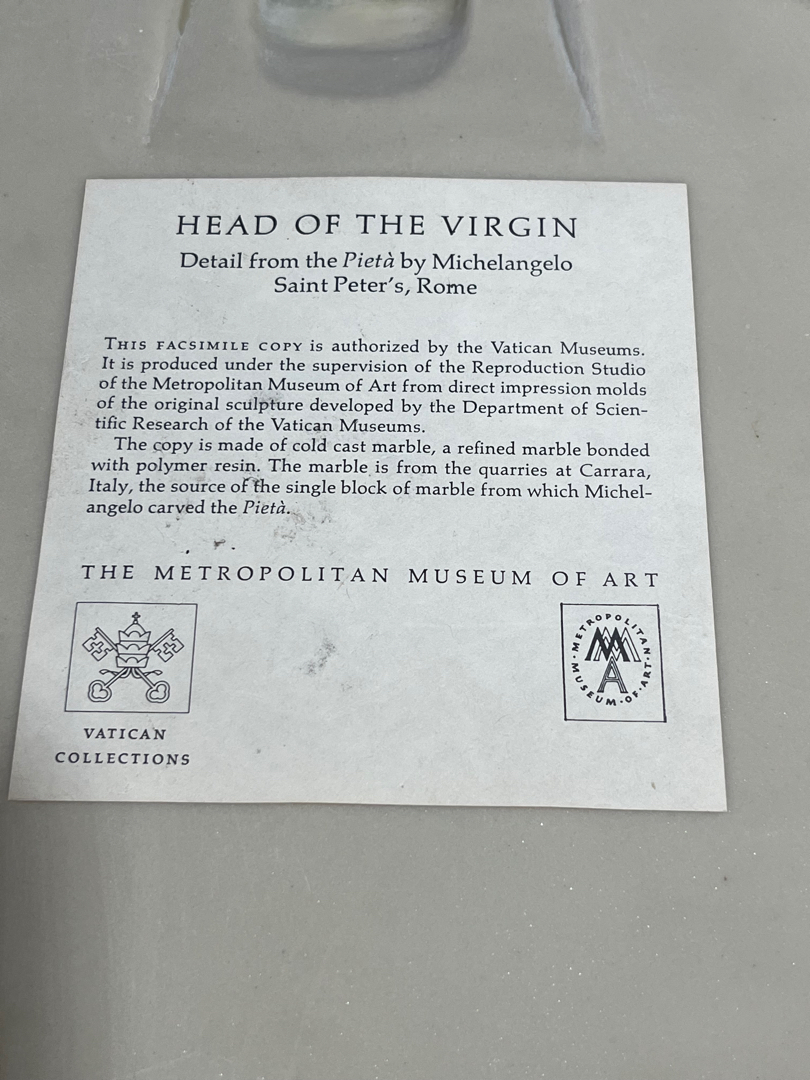 HEAD OF THE VIRGIN
Detail from the Pietà by Michelangelo
Saint Peter's, Rome
THIS FACSIMILE COPY is authorized by the Vatican Museums.
It is produced under the supervision of the Reproduction Studio
of the Metropolitan Museum of Art from direct impression molds
of the original sculpture developed by the Department of Scien-
tific Research of the Vatican Museums.
The copy is made of cold cast marble, a refined marble bonded
with polymer resin. The marble is from the quarries at Carrara,
Italy, the source of the single block of marble from which Michel-
angelo carved the Pietà.
THE METROPOLITAN MUSEUM OF ART
VATICAN
COLLECTIONS
METROPOLITAN · MUSEUM · OF · ART ·
MMA